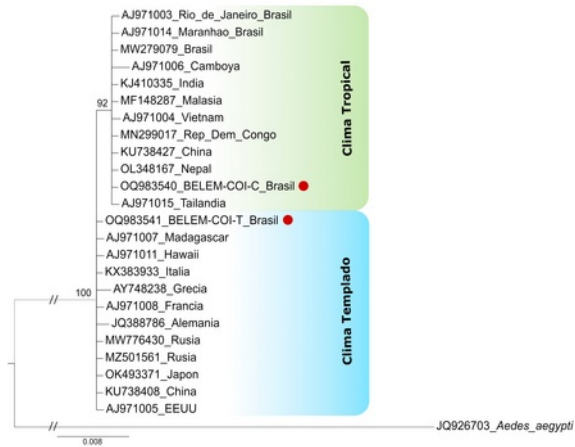 AJ971003_Rio_de_Janeiro_Brasil
AJ971014_Maranhao_Brasil
MW279079_Brasil
AJ971006_Camboya
KJ410335_India
MF148287_Malasia
AJ971004_Vietnam
MN299017_Rep_Dem_Congo
KU738427_China
OL348167_Nepal
OQ983540_BELEM-COI-C_Brasil
AJ971015_Tailandia
92
Clima Tropical
OQ983541_BELEM-COI-T_Brasil
AJ971007_Madagascar
AJ971011_Hawaii
KX383933_Italia
AY748238_Grecia
AJ971008_Francia
JQ388786_Alemania
MW776430_Rusia
MZ501561_Rusia
OK493371_Japon
KU738408_China
AJ971005_EEUU
100
Clima Templado
JQ926703_Aedes_aegypti
0.008